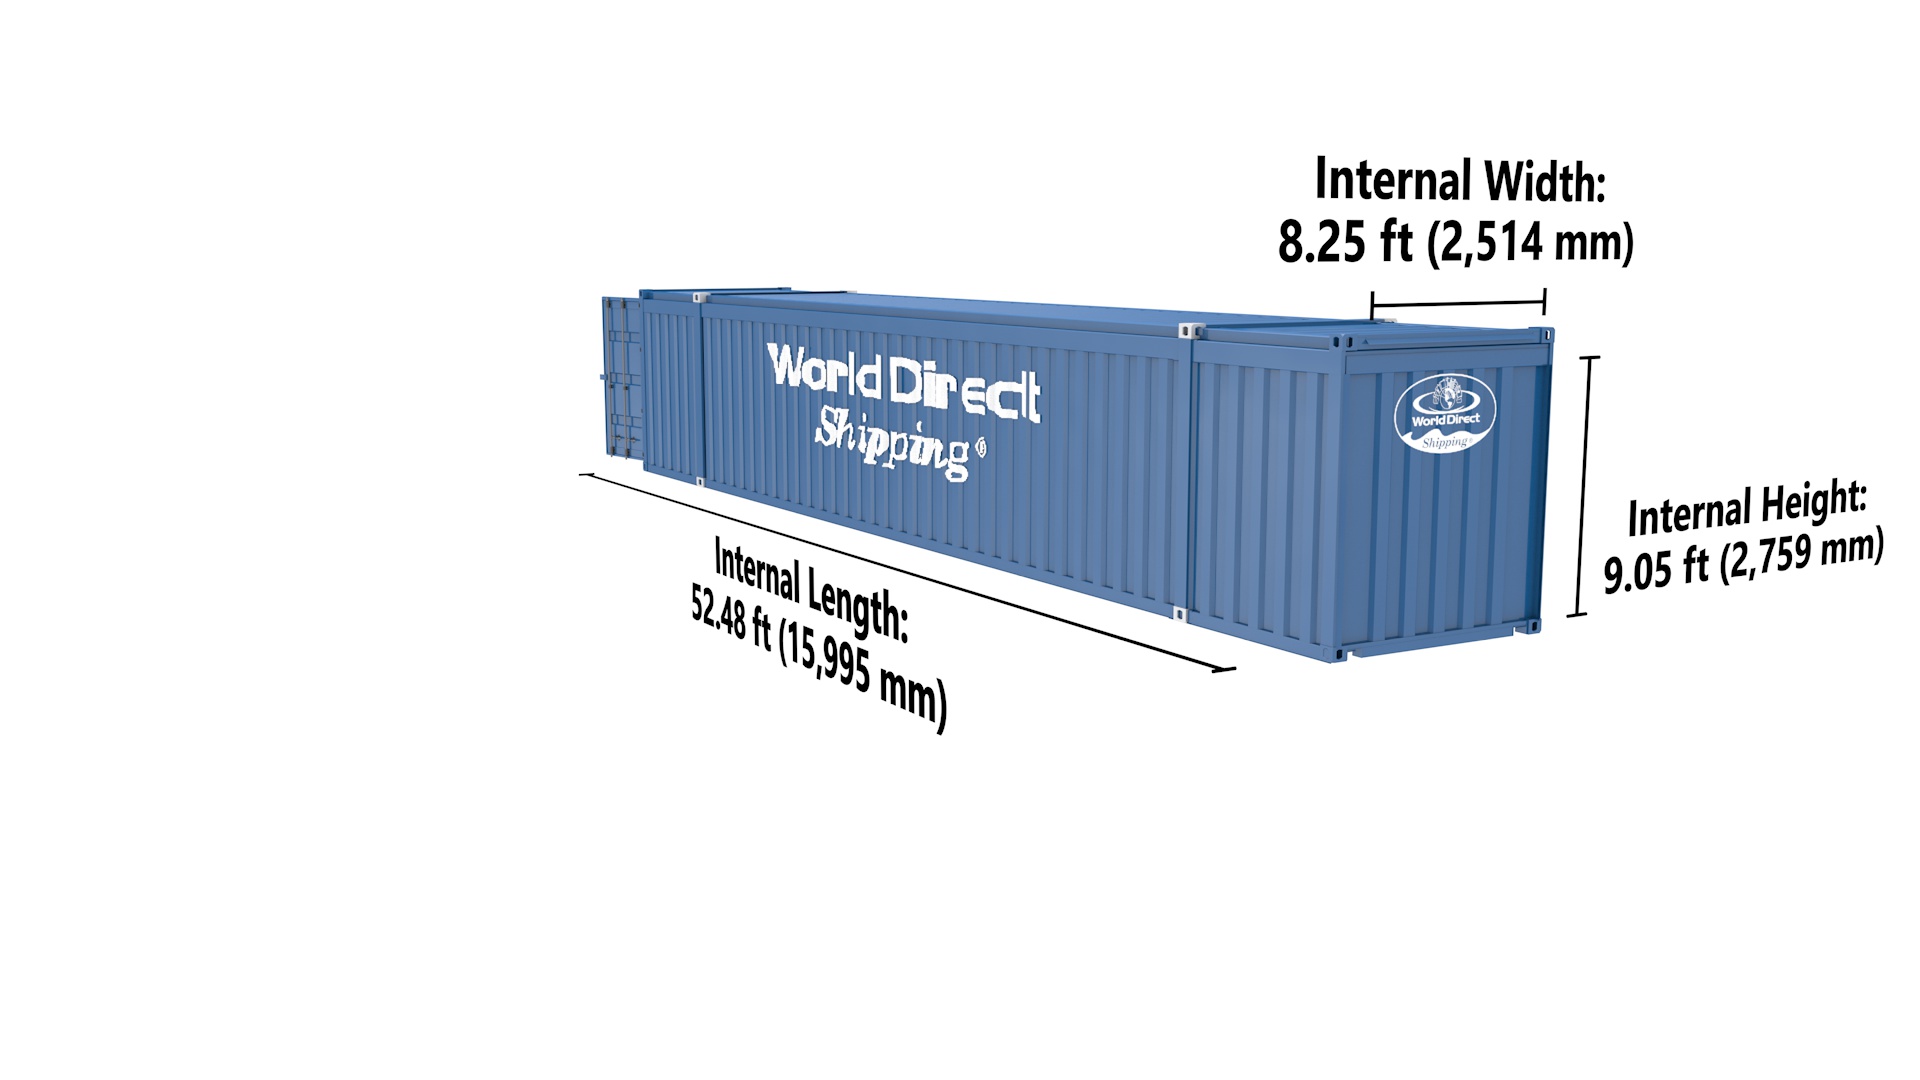 Internal Width:
8.25 ft (2,514 mm)
World Direct
Shipping®
World Direct
Shipping®
Internal Height:
9.05 ft (2,759 mm)
Internal Length:
52.48 ft (15,995 mm)